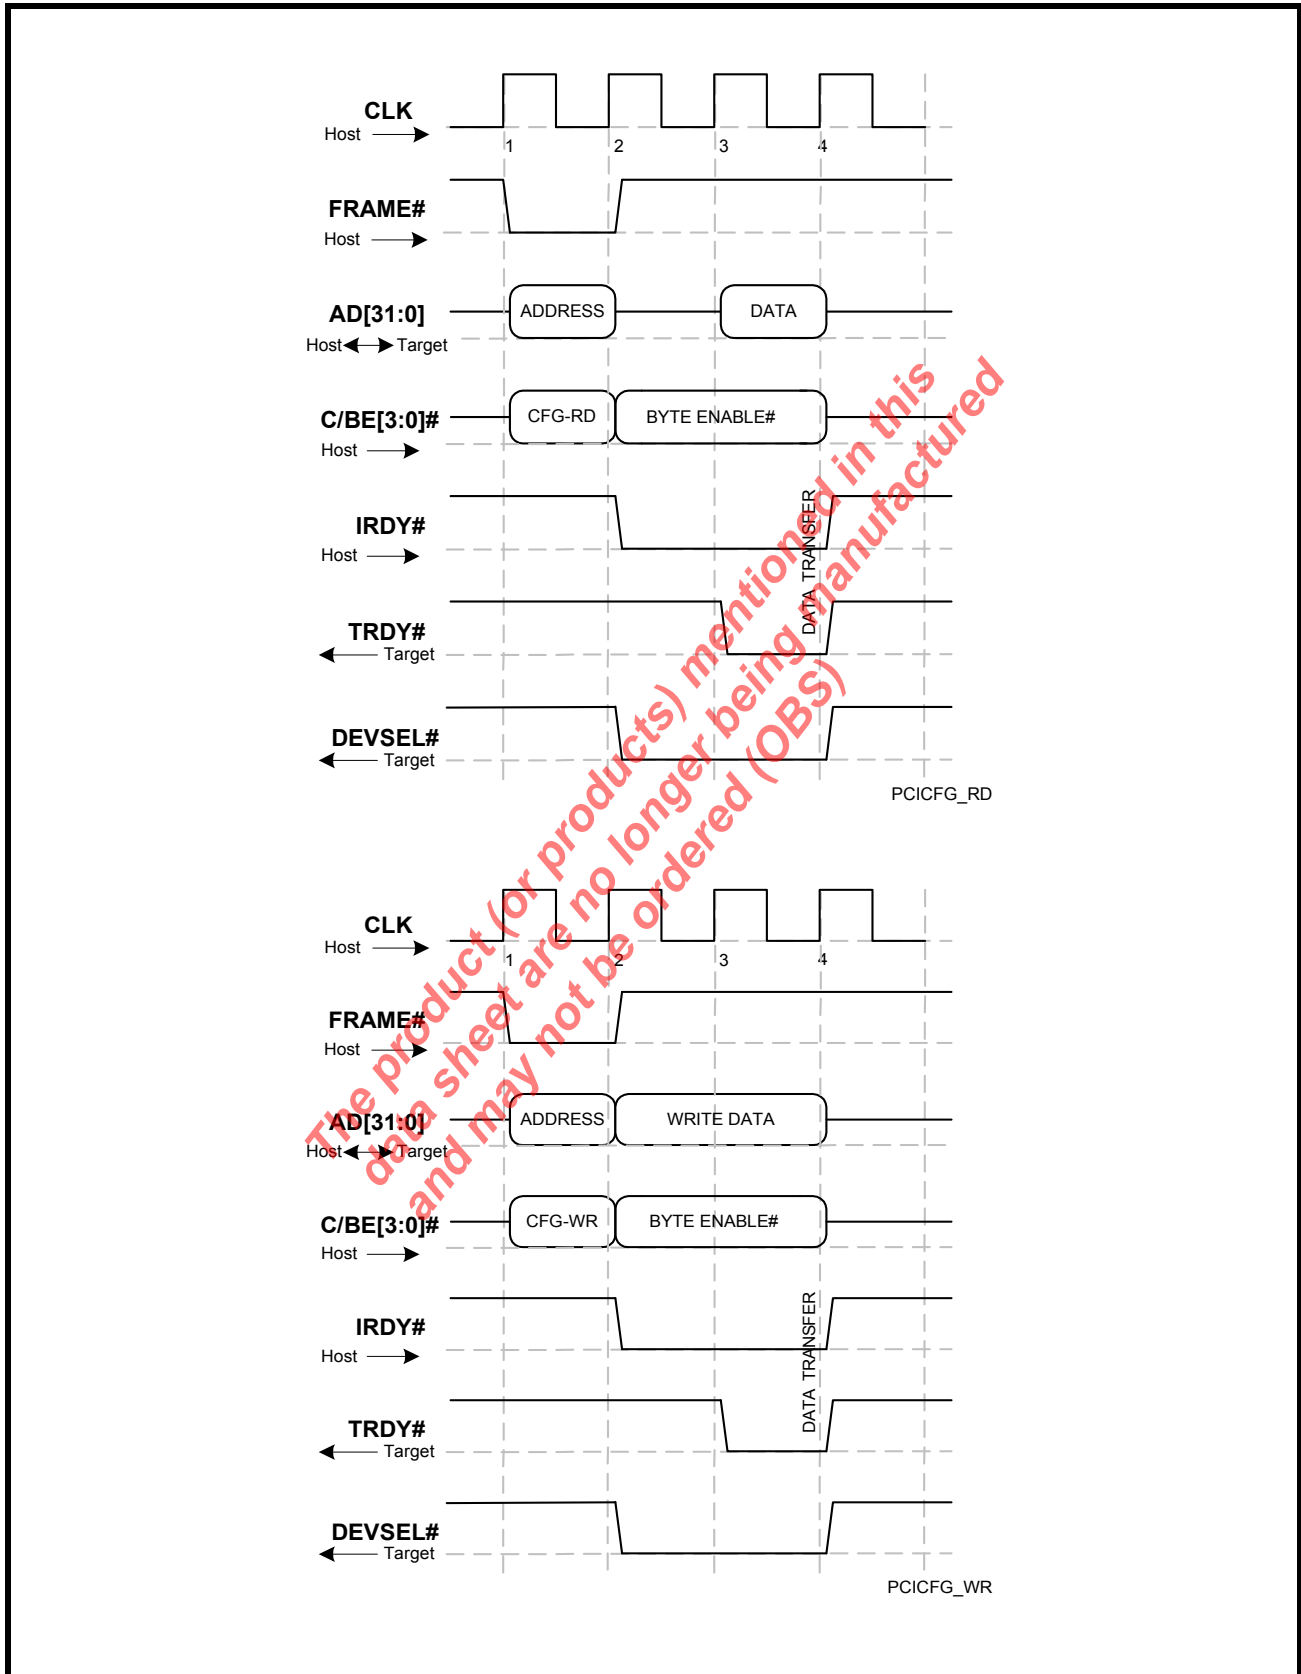 CLK
Host
1 2 3 4
FRAME#
Host
AD[31:0]
Host Target
ADDRESS DATA
C/BE[3:0]#
Host
CFG-RD BYTE ENABLE#
IRDY#
Host
DATA TRANSFER
TRDY#
Target
DEVSEL#
Target
PCICFG_RD
CLK
Host
1 2 3 4
FRAME#
Host
AD[31:0]
Host Target
ADDRESS WRITE DATA
C/BE[3:0]#
Host
CFG-WR BYTE ENABLE#
IRDY#
Host
DATA TRANSFER
TRDY#
Target
DEVSEL#
Target
PCICFG_WR
The product (or products) mentioned in this
data sheet are no longer being manufactured
and may not be ordered (OBS)